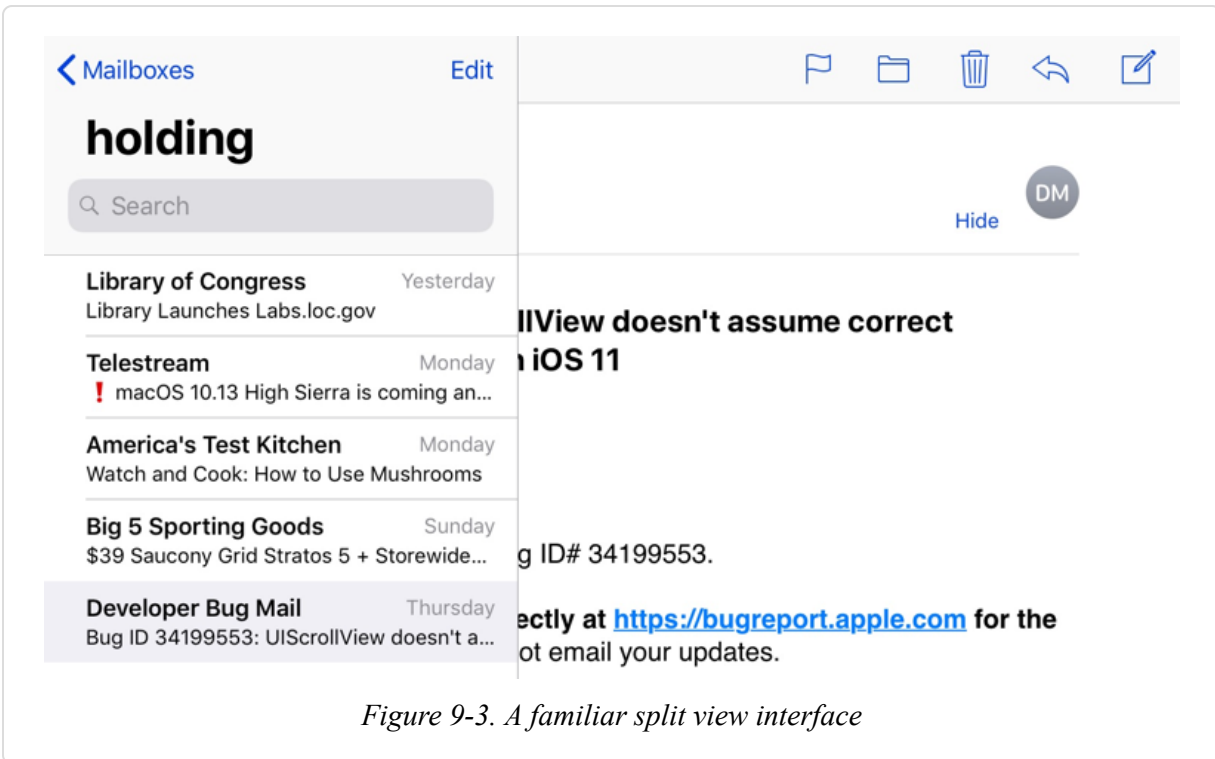 Mailboxes Edit
holding
Search
Library of Congress Yesterday
Library Launches Labs.loc.gov
Telestream Monday
❗ macOS 10.13 High Sierra is coming an...
America's Test Kitchen Monday
Watch and Cook: How to Use Mushrooms
Big 5 Sporting Goods Sunday
$39 Saucony Grid Stratos 5 + Storewide...
Developer Bug Mail Thursday
Bug ID 34199553: UIScrollView doesn't a...
DM
Hide
llView doesn't assume correct
iOS 11
g ID# 34199553.
ectly at https://bugreport.apple.com for the
ot email your updates.
Figure 9-3. A familiar split view interface